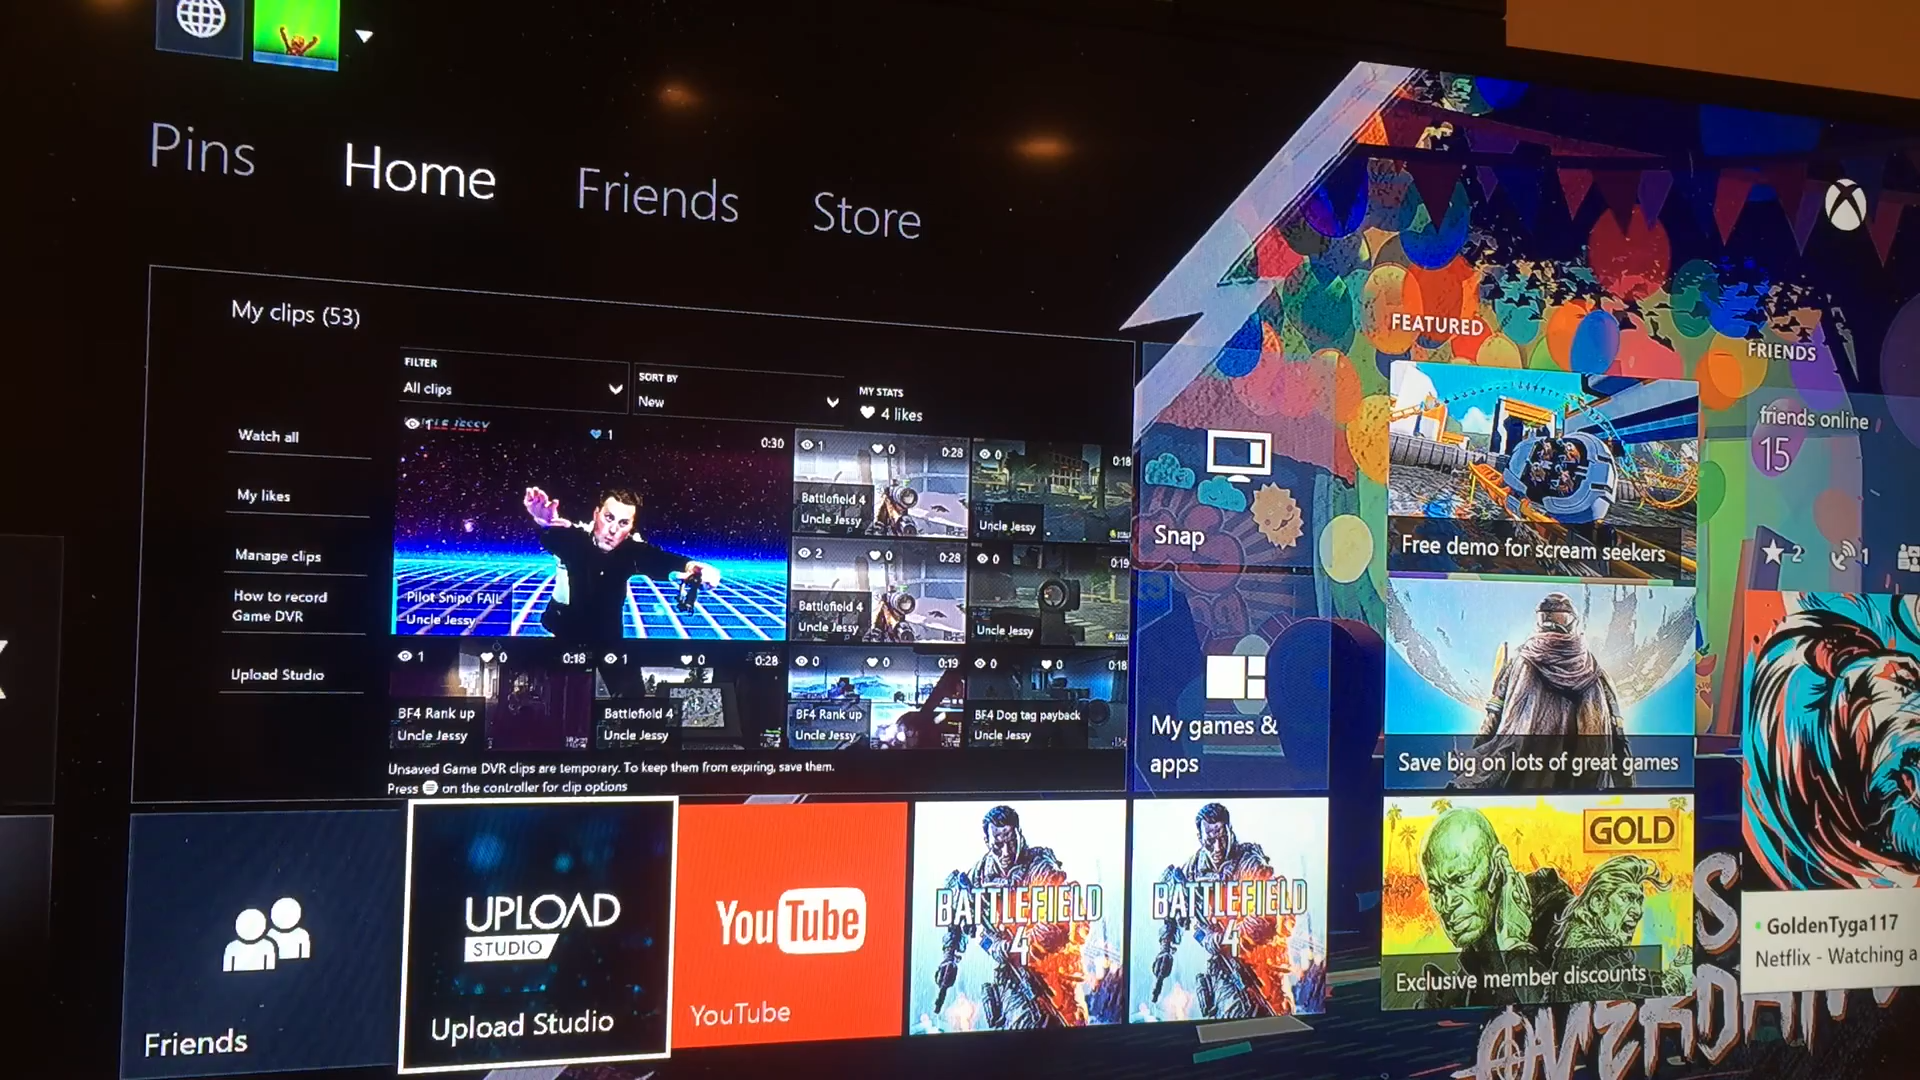 Pins
Home
Friends
Store
My clips (53)
FILTER
All clips
SORT BY
New
MY STATS
4 likes
Watch all
My likes
Manage clips
How to record
Game DVR
Upload Studio
1
1
0:30
Pilot Snipe FAIL
Uncle Jessy
1
0
0:28
Battlefield 4
Uncle Jessy
0
0:18
Uncle Jessy
2
0
0:28
Battlefield 4
Uncle Jessy
0
0:19
Uncle Jessy
1
0
0:18
BF4 Rank up
Uncle Jessy
1
0
0:28
Battlefield 4
Uncle Jessy
0
0
0:19
BF4 Rank up
Uncle Jessy
0
0
0:18
BF4 Dog tag payback
Uncle Jessy
Unsaved Game DVR clips are temporary. To keep them from expiring, save them.
Press on the controller for clip options
Snap
My games &
apps
FEATURED
Free demo for scream seekers
Save big on lots of great games
GOLD
Exclusive member discounts
FRIENDS
friends online
15
2
1
GoldenTyga117
Netflix - Watching a
Friends
UPLOAD
STUDIO
Upload Studio
YouTube
YouTube
BATTLEFIELD
4
BATTLEFIELD
4